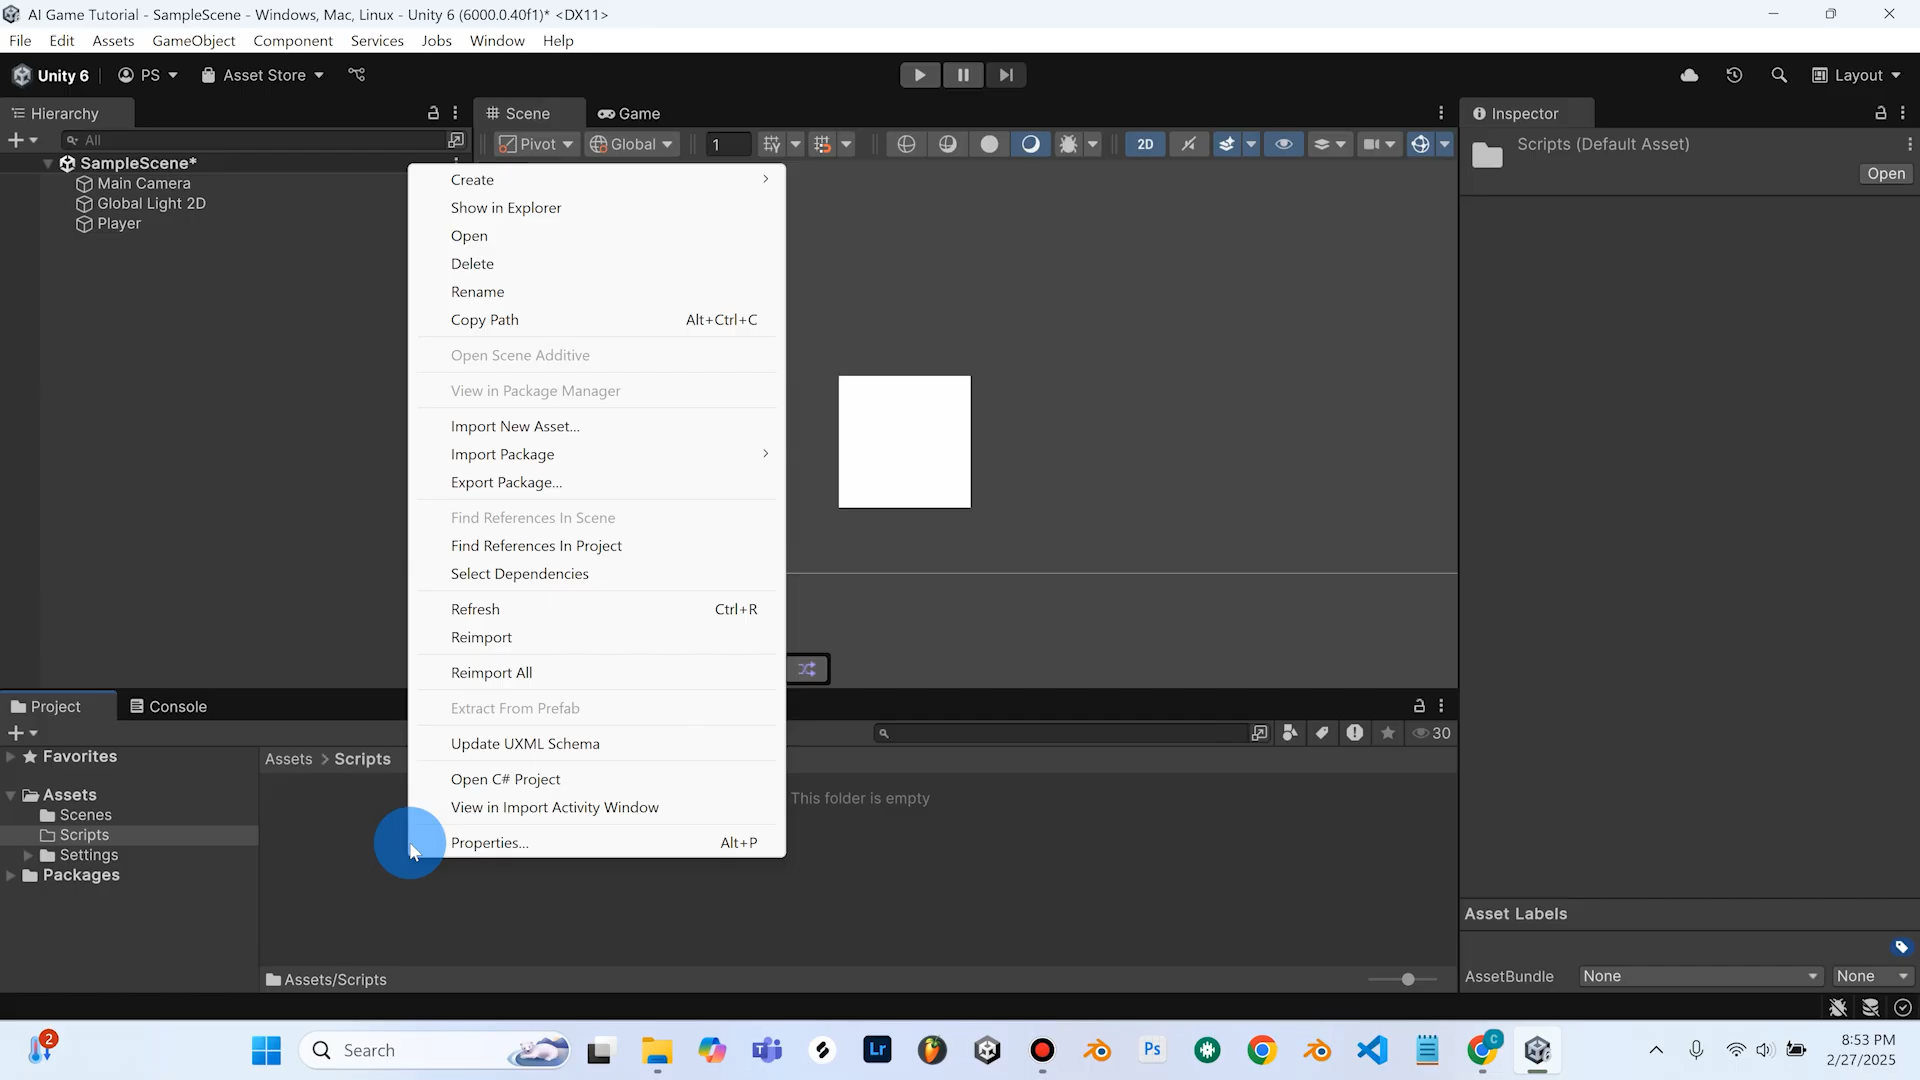 AI Game Tutorial - SampleScene - Windows, Mac, Linux - Unity 6 (6000.0.40f1)* <DX11>
File Edit Assets GameObject Component Services Jobs Window Help
Unity 6 PS Asset Store Layout
Hierarchy Scene Game Inspector
All Pivot Global 1 2D Scripts (Default Asset)
Open
SampleScene*
Main Camera
Global Light 2D
Player
Create
Show in Explorer
Open
Delete
Rename
Copy Path Alt+Ctrl+C
Open Scene Additive
View in Package Manager
Import New Asset...
Import Package
Export Package...
Find References In Scene
Find References In Project
Select Dependencies
Refresh Ctrl+R
Reimport
Reimport All
Extract From Prefab
Update UXML Schema
Open C# Project
View in Import Activity Window
Properties... Alt+P
Project Console
30
Favorites
Assets
Scenes
Scripts
Settings
Packages
Assets > Scripts
This folder is empty
Assets/Scripts
Asset Labels
AssetBundle None None
2 Search Lr Ps C
8:53 PM
2/27/2025